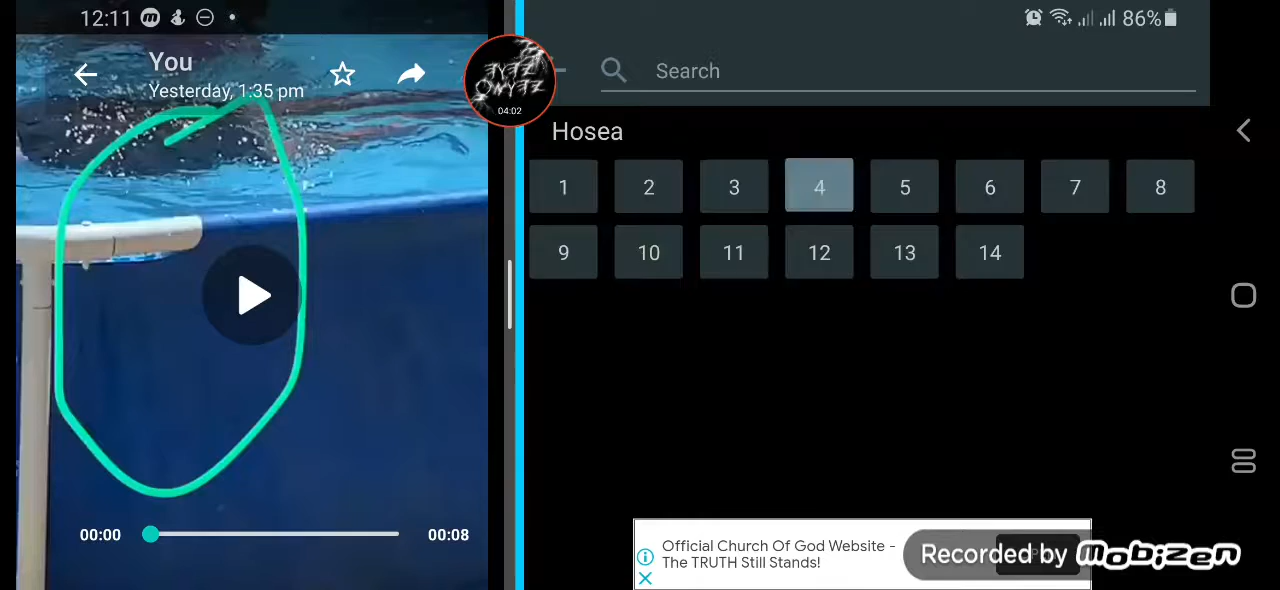 12:11
86%
You
Yesterday, 1:35 pm
Search
04:02
Hosea
1 2 3 4 5 6 7 8
9 10 11 12 13 14
00:00
00:08
Official Church Of God Website -
The TRUTH Still Stands!
Recorded by Mobizen